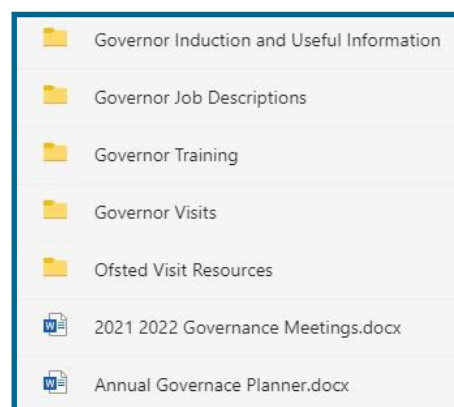 Governor Induction and Useful Information
Governor Job Descriptions
Governor Training
Governor Visits
Ofsted Visit Resources
2021 2022 Governance Meetings.docx
Annual Governace Planner.docx